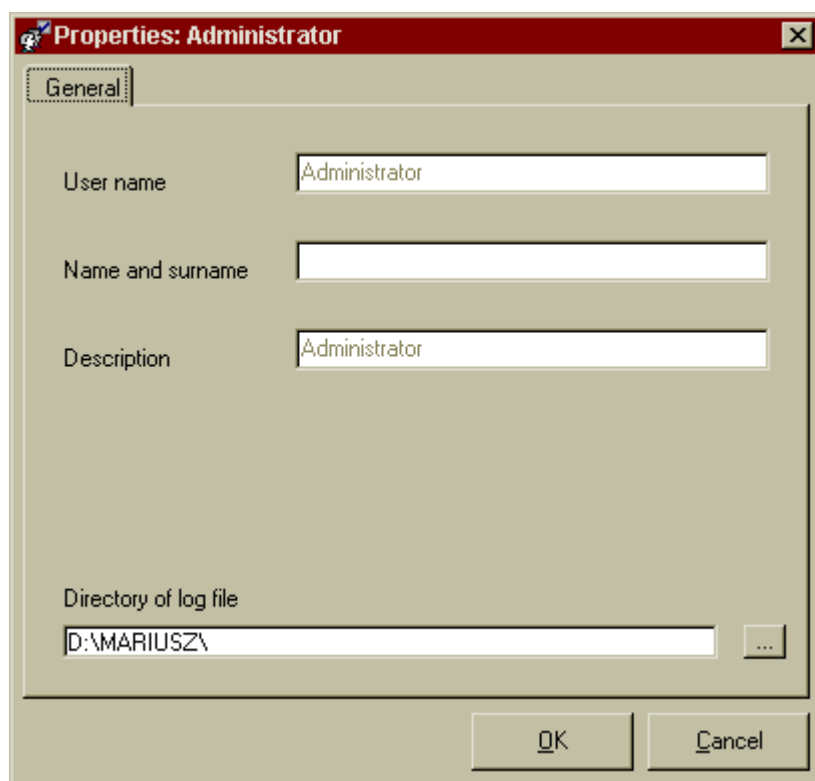 Properties: Administrator
General
User name Administrator
Name and surname
Description Administrator
Directory of log file
D:\MARIUSZ\ ...
OK Cancel